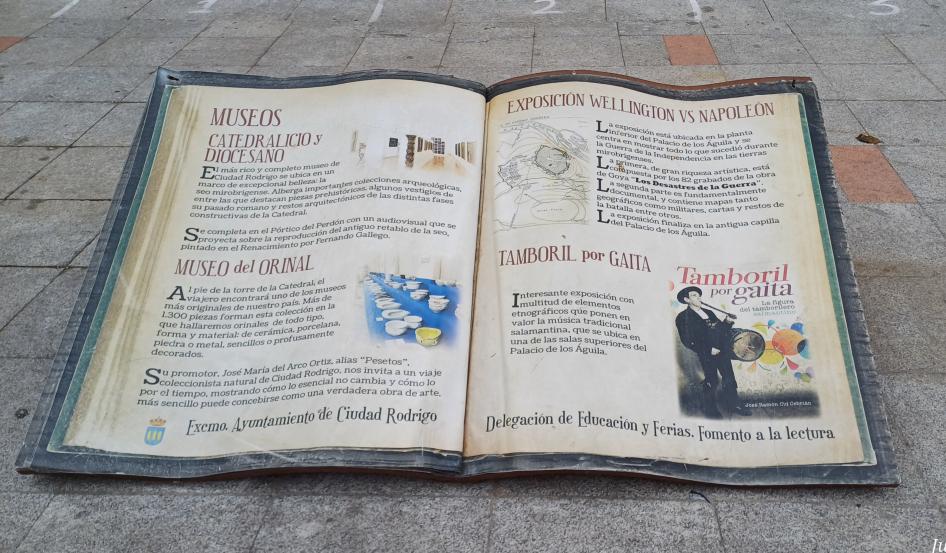 1
2
3
MUSEOS
CATEDRALICIO y
DIOCESANO
El más rico y completo museo de
Ciudad Rodrigo se ubica en un
marco de excepcional belleza: la
seo mirobrigense. Alberga importantes colecciones arqueológicas,
entre las que destacan piezas prehistóricas, algunos vestigios de
su pasado romano y restos arquitectónicos de las distintas fases
constructivas de la Catedral.
Se completa en el Pórtico del Perdón con un audiovisual que se
proyecta sobre la reproducción del antiguo retablo de la seo,
pintado en el Renacimiento por Fernando Gallego.
MUSEO del ORINAL
Al pie de la torre de la Catedral, el
viajero encontrará uno de los museos
más originales de nuestro país. Más de
1.300 piezas forman esta colección en la
que hallaremos orinales de todo tipo,
forma y material: de cerámica, porcelana,
piedra o metal, sencillos o profusamente
decorados.
Su promotor, José María del Arco Ortiz, alias "Pesetos",
coleccionista natural de Ciudad Rodrigo, nos invita a un viaje
por el tiempo, mostrando cómo lo esencial no cambia y cómo lo
más sencillo puede concebirse como una verdadera obra de arte.
Excmo. Ayuntamiento de Ciudad Rodrigo
EXPOSICIÓN WELLINGTON VS NAPOLEÓN
La exposición está ubicada en la planta
inferior del Palacio de los Águila y se
centra en mostrar todo lo que sucedió durante
la Guerra de la Independencia en las tierras
mirobrigenses.
La primera, de gran riqueza artística, está
compuesta por los 82 grabados de la obra
de Goya "Los Desastres de la Guerra".
La segunda parte es fundamentalmente
documental, y contiene mapas tanto
geográficos como militares, cartas y restos de
la batalla entre otros.
La exposición finaliza en la antigua capilla
del Palacio de los Águila.
TAMBORIL por GAITA
Interesante exposición con
multitud de elementos
etnográficos que ponen en
valor la música tradicional
salamantina, que se ubica en
una de las salas superiores del
Palacio de los Águila.
Tamboril
por gaita
La figura
del tamborilero
salmantino
José Ramón Cid Cebrián
Delegación de Educación y Ferias. Fomento a la lectura